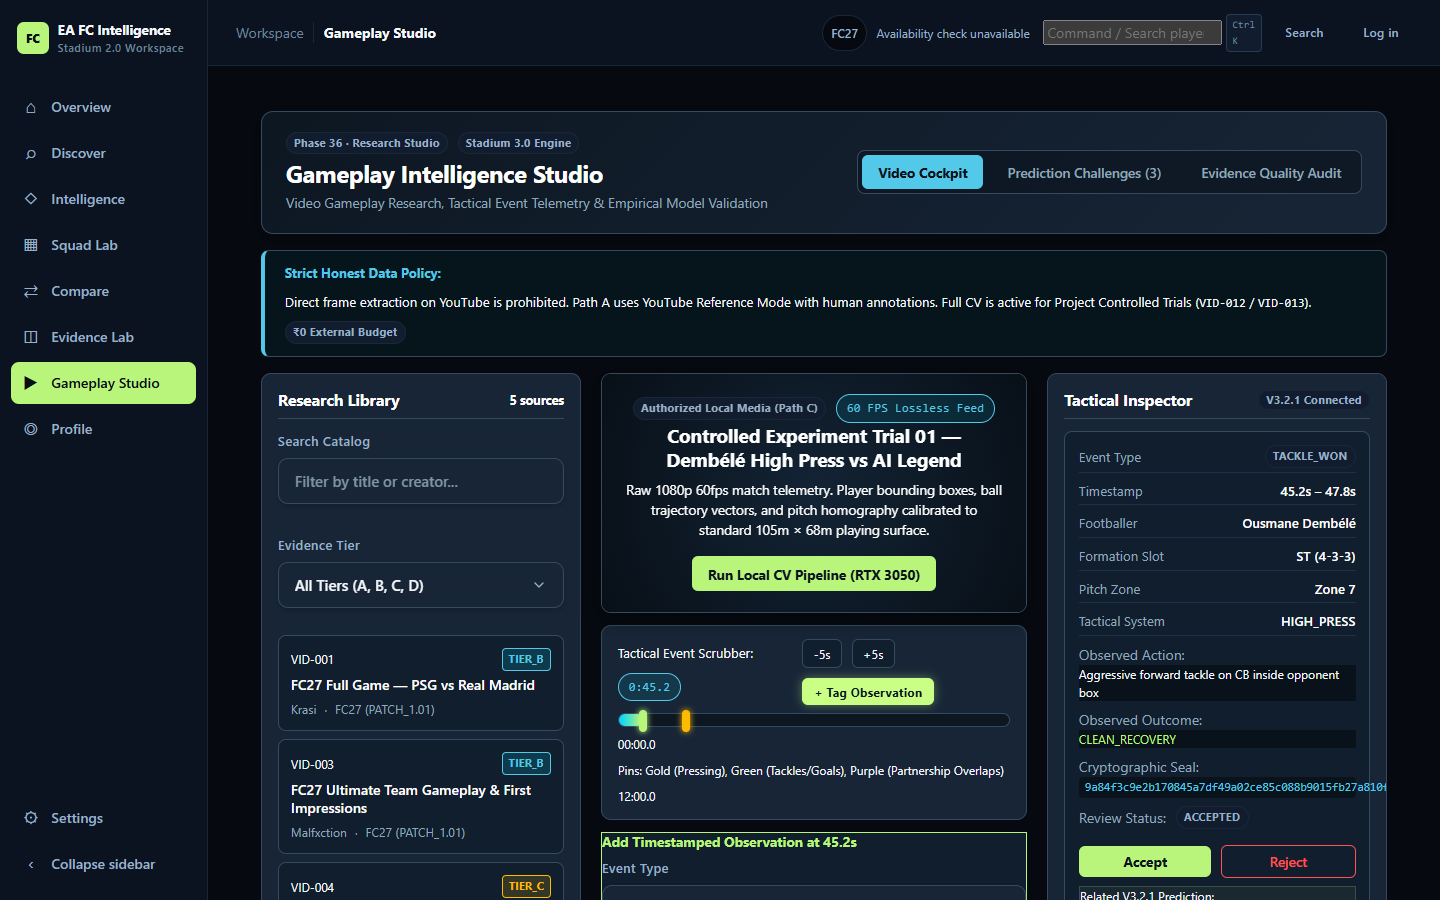 FC
EA FC Intelligence
Stadium 2.0 Workspace
Overview
Discover
Intelligence
Squad Lab
Compare
Evidence Lab
Gameplay Studio
Profile
Settings
Collapse sidebar
Workspace
Gameplay Studio
FC27
Availability check unavailable
Command / Search playe
Ctrl
K
Search
Log in
Phase 36 · Research Studio
Stadium 3.0 Engine
Gameplay Intelligence Studio
Video Gameplay Research, Tactical Event Telemetry & Empirical Model Validation
Video Cockpit
Prediction Challenges (3)
Evidence Quality Audit
Strict Honest Data Policy:
Direct frame extraction on YouTube is prohibited. Path A uses YouTube Reference Mode with human annotations. Full CV is active for Project Controlled Trials (VID-012 / VID-013).
₹0 External Budget
Research Library
5 sources
Search Catalog
Filter by title or creator...
Evidence Tier
All Tiers (A, B, C, D)
VID-001
TIER_B
FC27 Full Game — PSG vs Real Madrid
Krasi · FC27 (PATCH_1.01)
VID-003
TIER_B
FC27 Ultimate Team Gameplay & First
Impressions
Malfxction · FC27 (PATCH_1.01)
VID-004
TIER_C
Authorized Local Media (Path C)
60 FPS Lossless Feed
Controlled Experiment Trial 01 —
Dembélé High Press vs AI Legend
Raw 1080p 60fps match telemetry. Player bounding boxes, ball
trajectory vectors, and pitch homography calibrated to
standard 105m × 68m playing surface.
Run Local CV Pipeline (RTX 3050)
Tactical Event Scrubber:
-5s
+5s
0:45.2
+ Tag Observation
00:00.0
Pins: Gold (Pressing), Green (Tackles/Goals), Purple (Partnership Overlaps)
12:00.0
Add Timestamped Observation at 45.2s
Event Type
Tactical Inspector
V3.2.1 Connected
Event Type
TACKLE_WON
Timestamp
45.2s – 47.8s
Footballer
Ousmane Dembélé
Formation Slot
ST (4-3-3)
Pitch Zone
Zone 7
Tactical System
HIGH_PRESS
Observed Action:
Aggressive forward tackle on CB inside opponent
box
Observed Outcome:
CLEAN_RECOVERY
Cryptographic Seal:
9a84f3c9e2b170845a7df49a02ce85c088b9015fb27a810f
Review Status:
ACCEPTED
Accept
Reject
Related V3.2.1 Prediction: